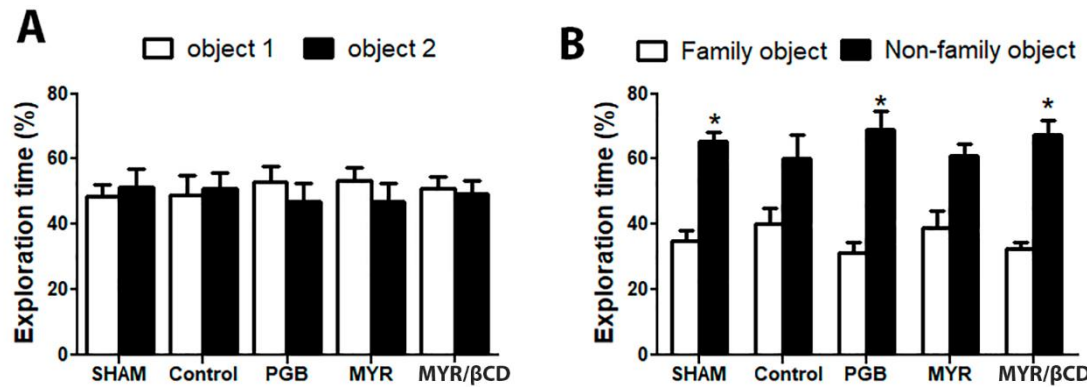 A
object 1 object 2
Exploration time (%)
80
60
40
20
0
SHAM Control PGB MYR MYR/βCD
B
Family object Non-family object
Exploration time (%)
80
60
40
20
0
* * *
SHAM Control PGB MYR MYR/βCD